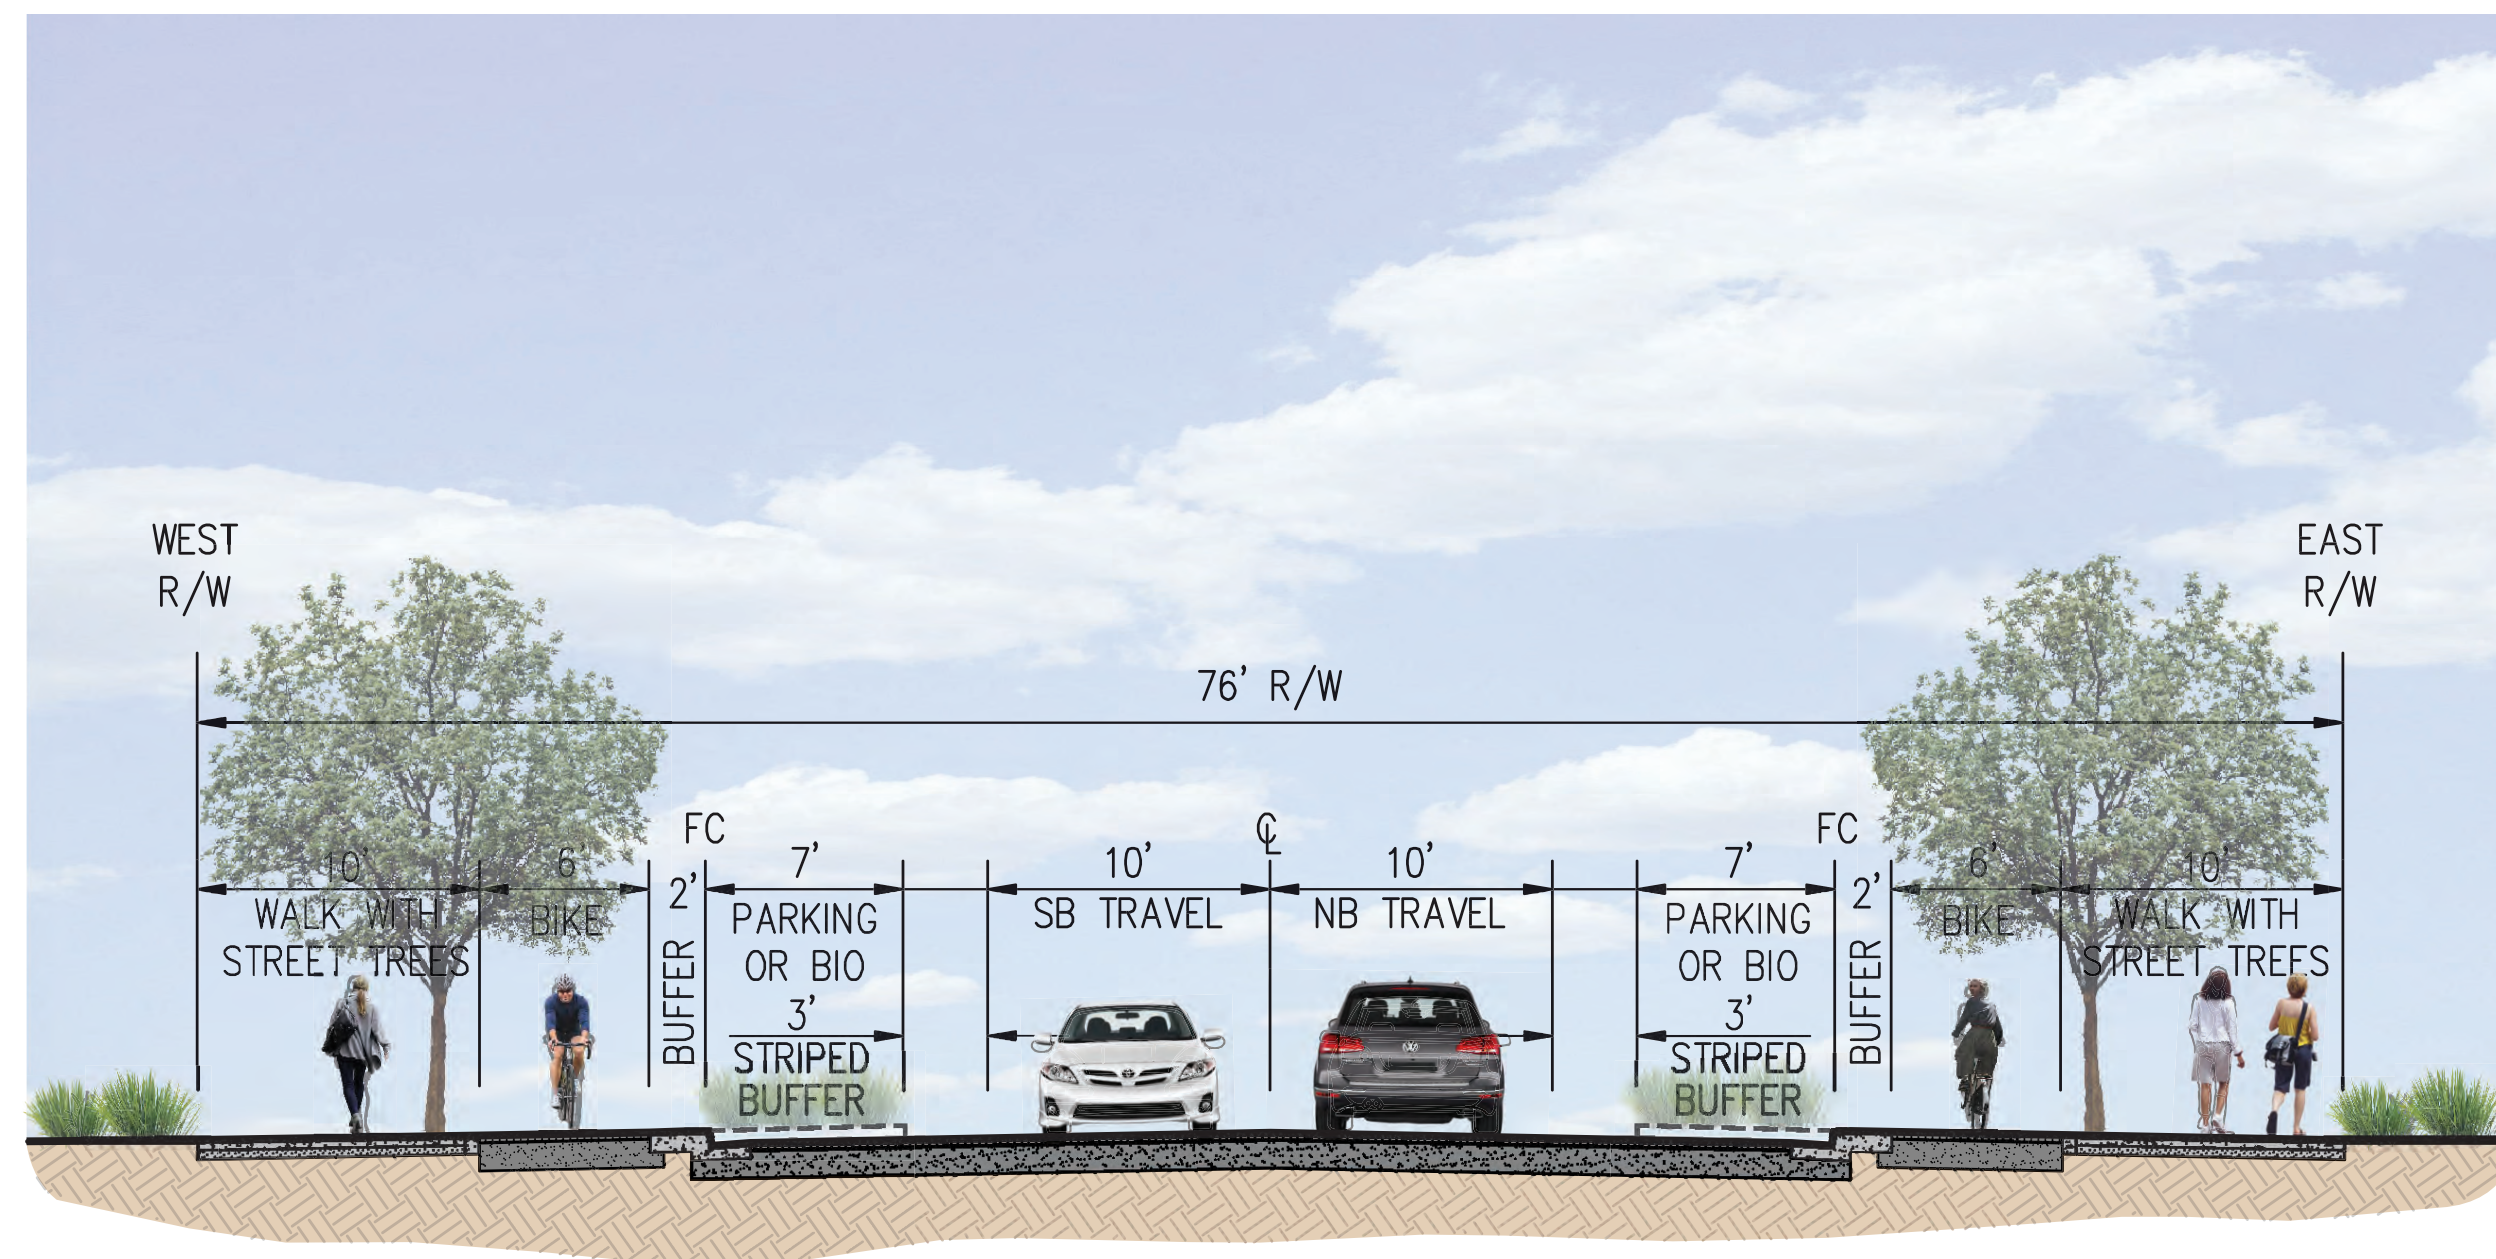 WEST
R/W
EAST
R/W
76' R/W
FC
℄
FC
10'
WALK WITH
STREET TREES
6'
BIKE
2'
BUFFER
7'
PARKING
OR BIO
3'
STRIPED
BUFFER
10'
SB TRAVEL
10'
NB TRAVEL
7'
PARKING
OR BIO
3'
STRIPED
BUFFER
2'
BUFFER
6'
BIKE
10'
WALK WITH
STREET TREES